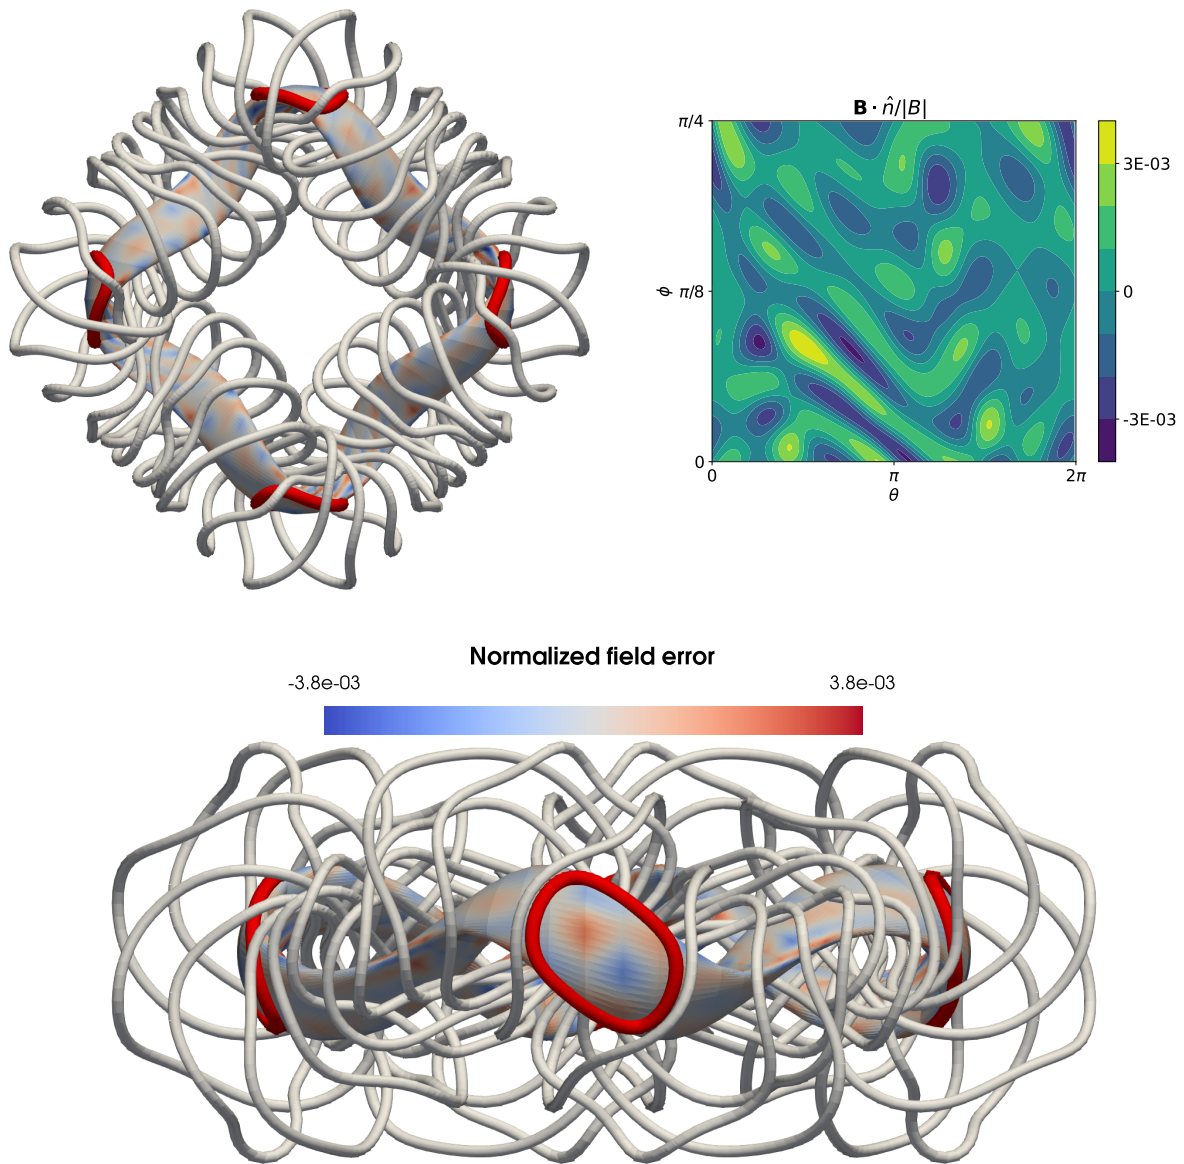 B · n̂/|B|
π/4
3E-03
ϕ π/8
0
-3E-03
0
0 π 2π
θ
Normalized field error
-3.8e-03 3.8e-03